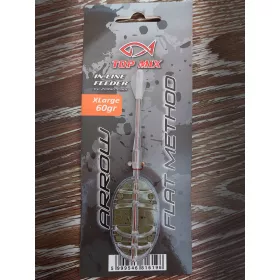 TOP MIX
IN-LINE
FEEDER
XLarge
60gr
ARROW
FLAT METHOD